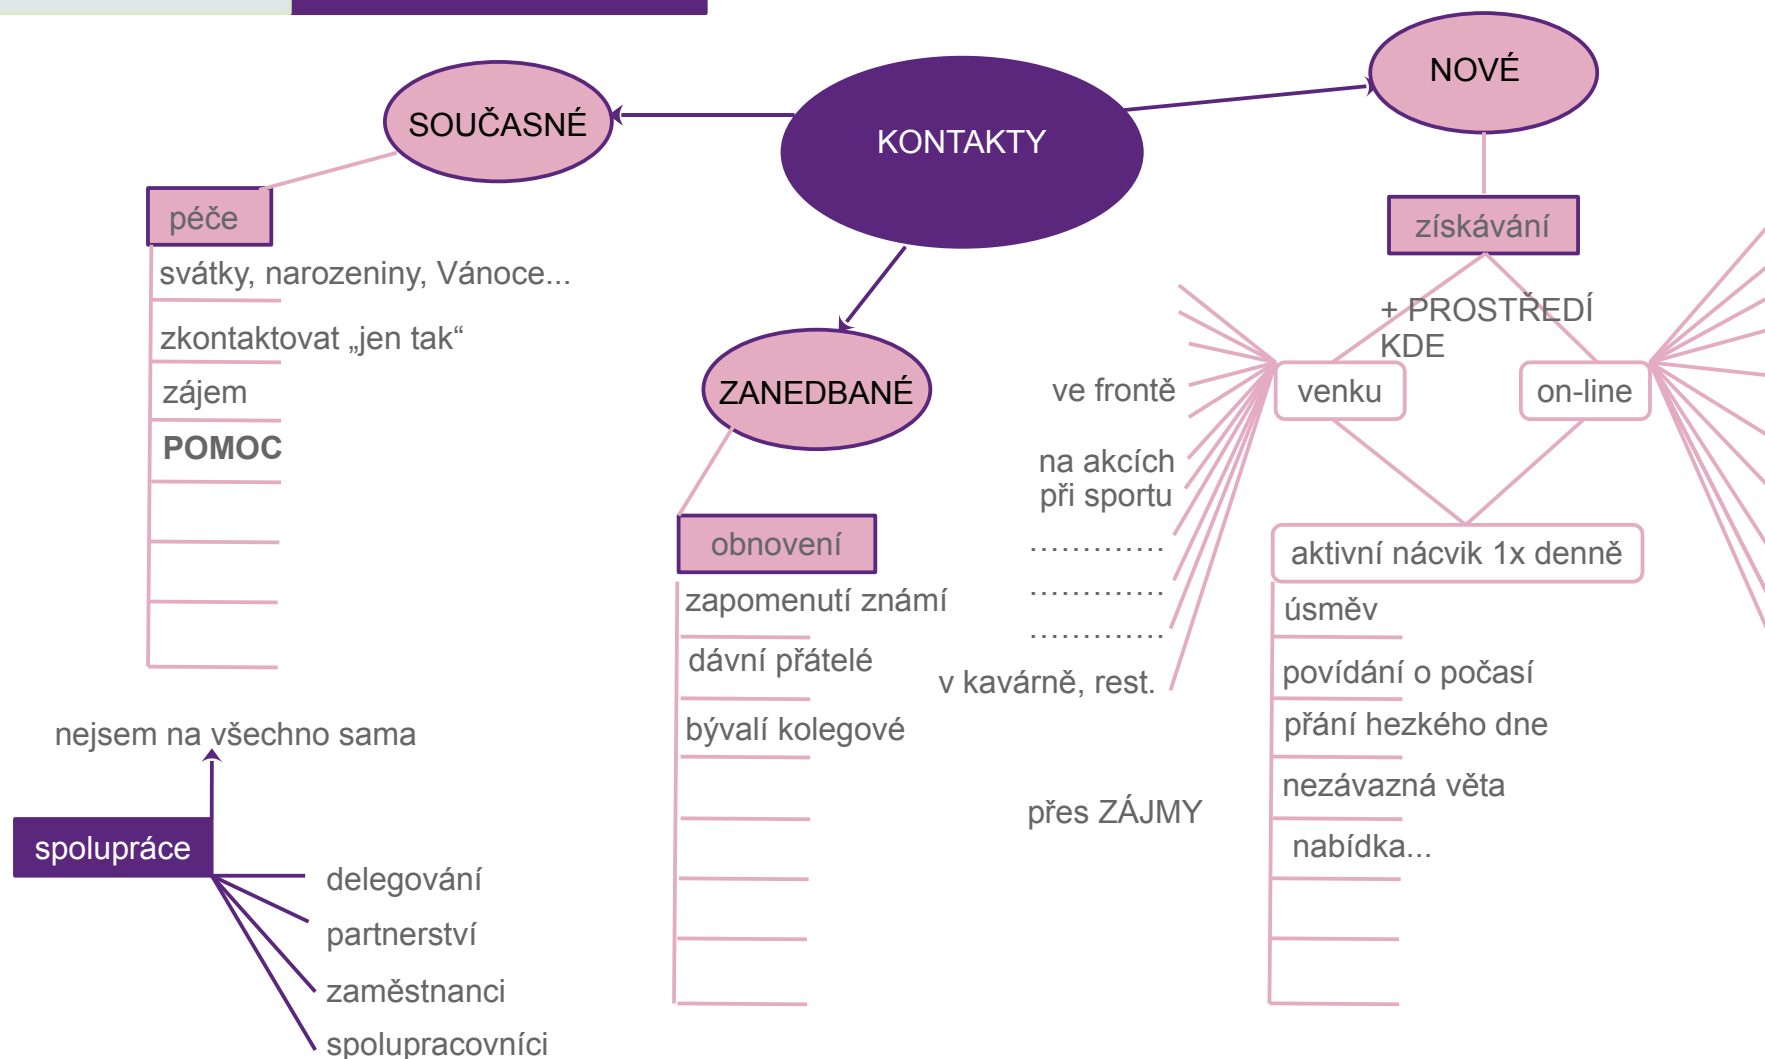 KONTAKTY
SOUČASNÉ
péče
svátky, narozeniny, Vánoce...
zkontaktovat „jen tak“
zájem
POMOC
nejsem na všechno sama
spolupráce
delegování
partnerství
zaměstnanci
spolupracovníci
ZANEDBANÉ
obnovení
zapomenutí známí
dávní přátelé
bývalí kolegové
NOVÉ
získávání
+ PROSTŘEDÍ
KDE
venku
on-line
ve frontě
na akcích
při sportu
.............
.............
.............
v kavárně, rest.
přes ZÁJMY
aktivní nácvik 1x denně
úsměv
povídání o počasí
přání hezkého dne
nezávazná věta
nabídka...